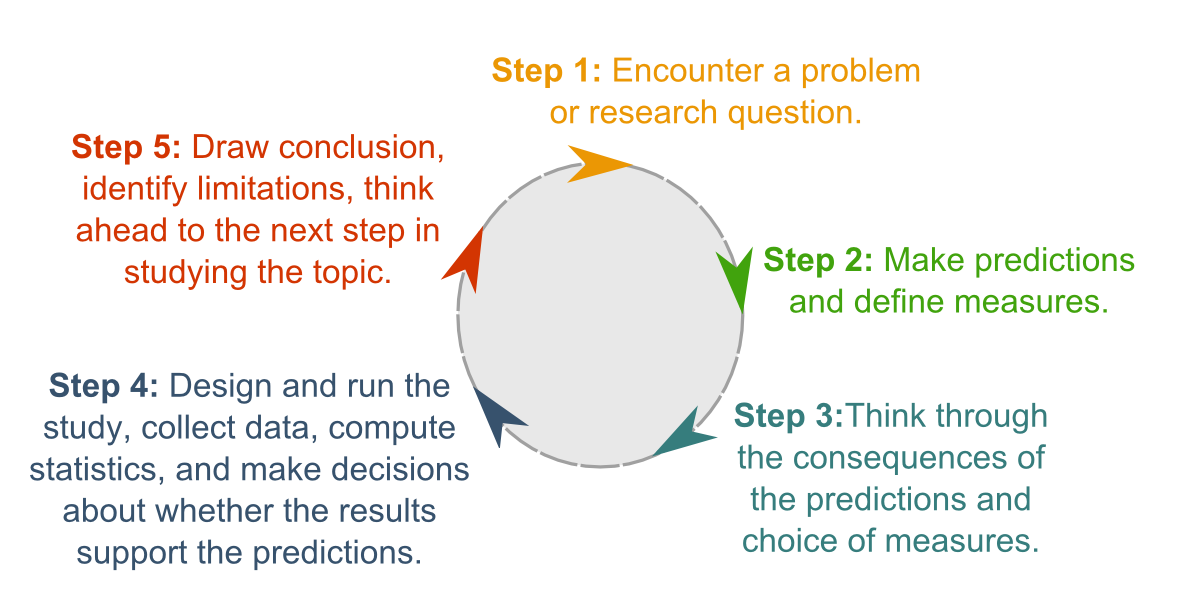 Step 1: Encounter a problem
or research question.
Step 2: Make predictions
and define measures.
Step 3:Think through
the consequences of
the predictions and
choice of measures.
Step 4: Design and run the
study, collect data, compute
statistics, and make decisions
about whether the results
support the predictions.
Step 5: Draw conclusion,
identify limitations, think
ahead to the next step in
studying the topic.